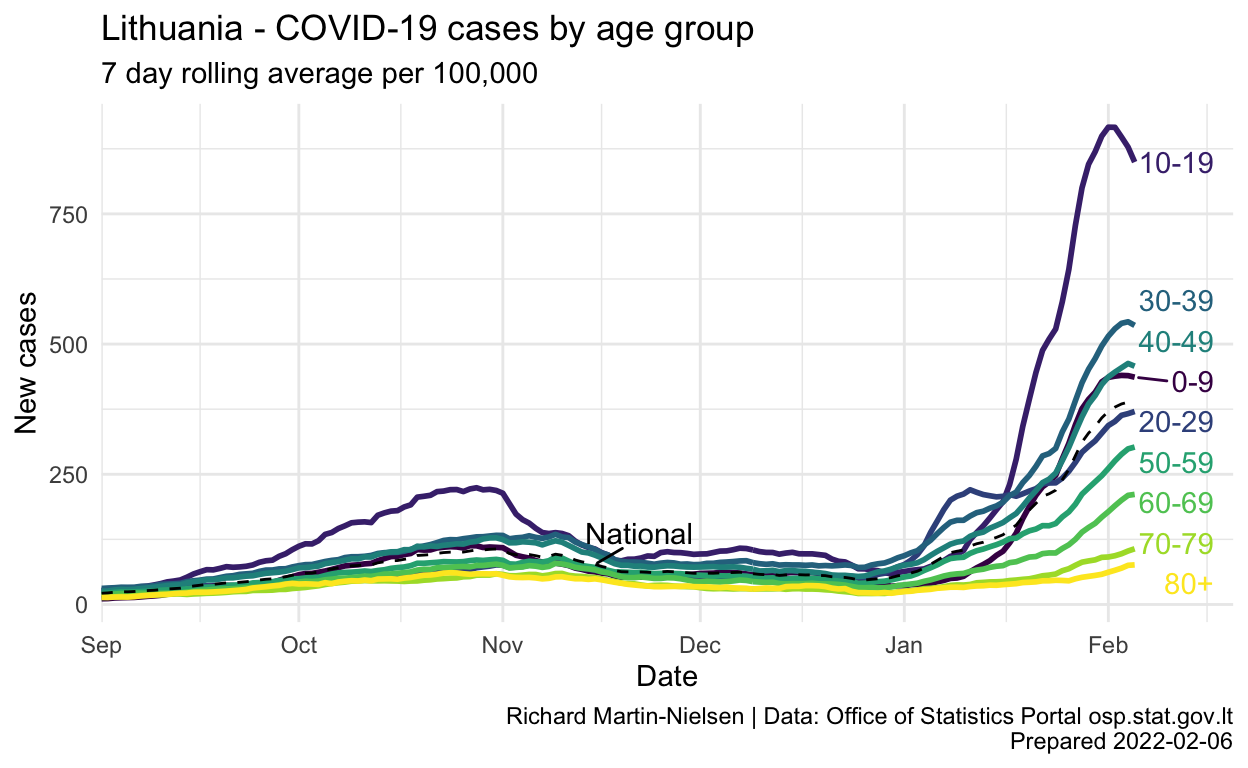 Lithuania - COVID-19 cases by age group
7 day rolling average per 100,000
New cases
750
500
250
0
10-19
30-39
40-49
0-9
20-29
50-59
60-69
70-79
80+
National
Sep Oct Nov Dec Jan Feb
Date
Richard Martin-Nielsen | Data: Office of Statistics Portal osp.stat.gov.lt
Prepared 2022-02-06